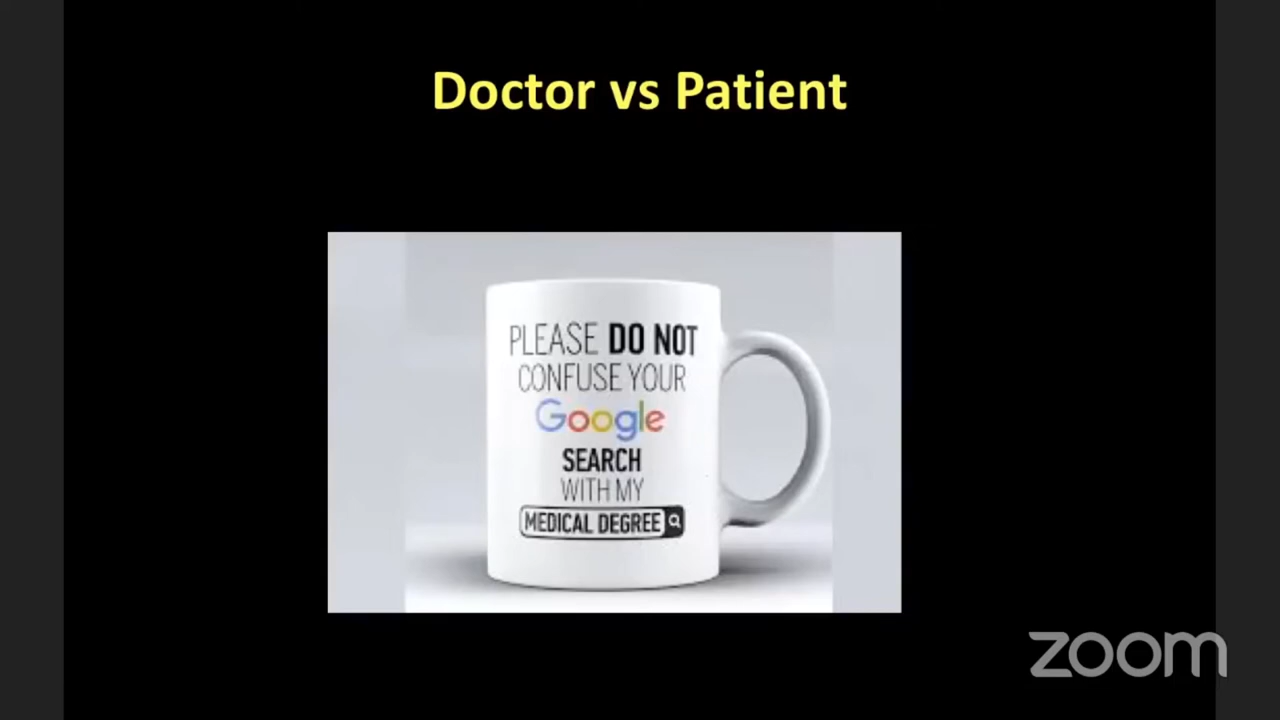 Doctor vs Patient
PLEASE DO NOT
CONFUSE YOUR
Google
SEARCH
WITH MY
MEDICAL DEGREE
zoom